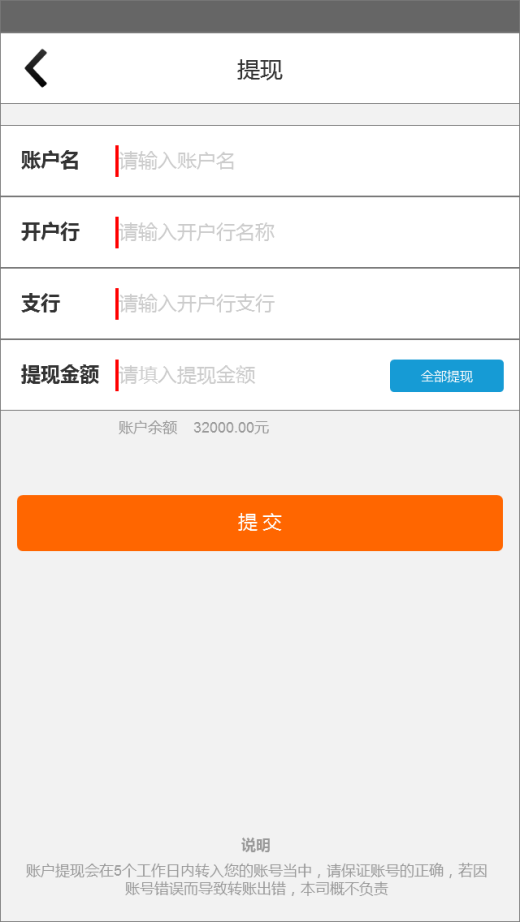 提现
账户名 请输入账户名
开户行 请输入开户行名称
支行 请输入开户行支行
提现金额 请填入提现金额 全部提现
账户余额 32000.00元
提 交
说明
账户提现会在5个工作日内转入您的账号当中，请保证账号的正确，若因
账号错误而导致转账出错，本司概不负责